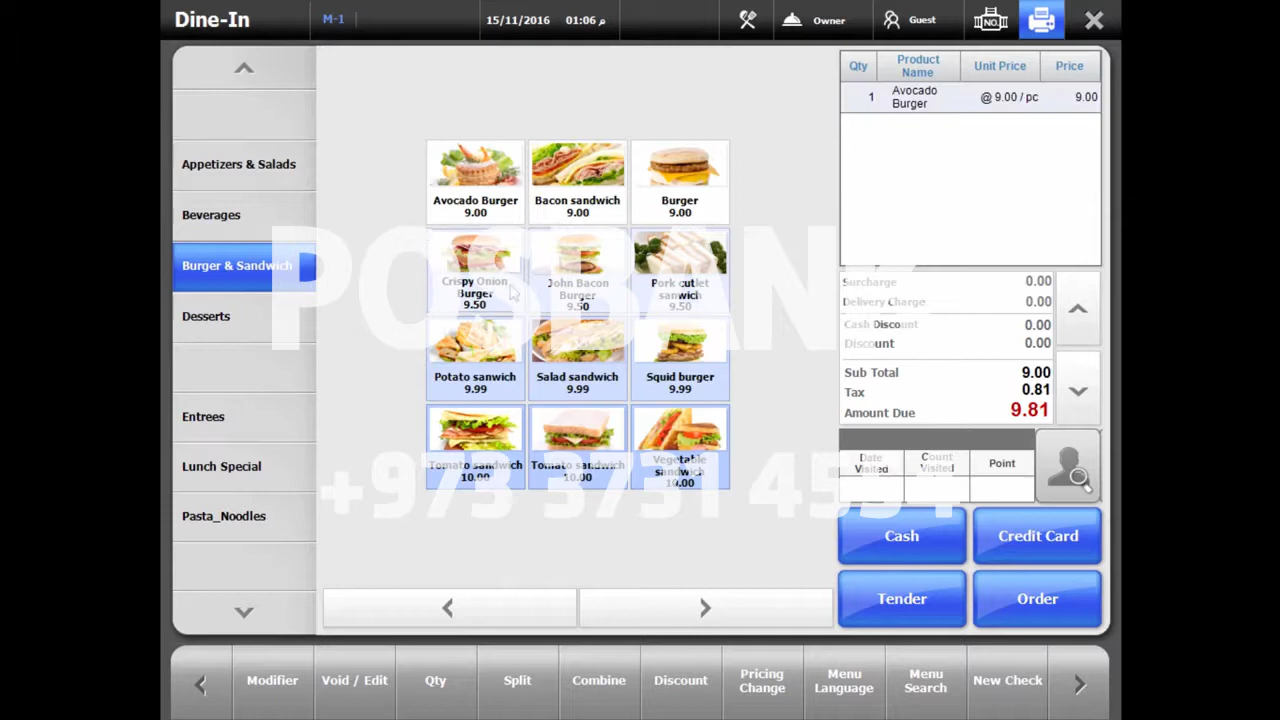 Dine-In
M-1
15/11/2016
01:06 م
Owner
Guest
NO.
Appetizers & Salads
Beverages
Burger & Sandwich
Desserts
Entrees
Lunch Special
Pasta_Noodles
Avocado Burger
9.00
Bacon sandwich
9.00
Burger
9.00
Crispy Onion
Burger
9.50
John Bacon
Burger
9.50
Pork cutlet
sanwich
9.50
Potato sanwich
9.99
Salad sandwich
9.99
Squid burger
9.99
Tomato sandwich
10.00
Tomato sandwich
10.00
Vegetable
sandwich
10.00
POSBANK
Qty
Product
Name
Unit Price
Price
1
Avocado
Burger
@ 9.00 / pc
9.00
Surcharge 0.00
Delivery Charge 0.00
Cash Discount 0.00
Discount 0.00
Sub Total 9.00
Tax 0.81
Amount Due 9.81
Date
Visited
Count
Visited
Point
Cash
Credit Card
Tender
Order
Modifier
Void / Edit
Qty
Split
Combine
Discount
Pricing
Change
Menu
Language
Menu
Search
New Check